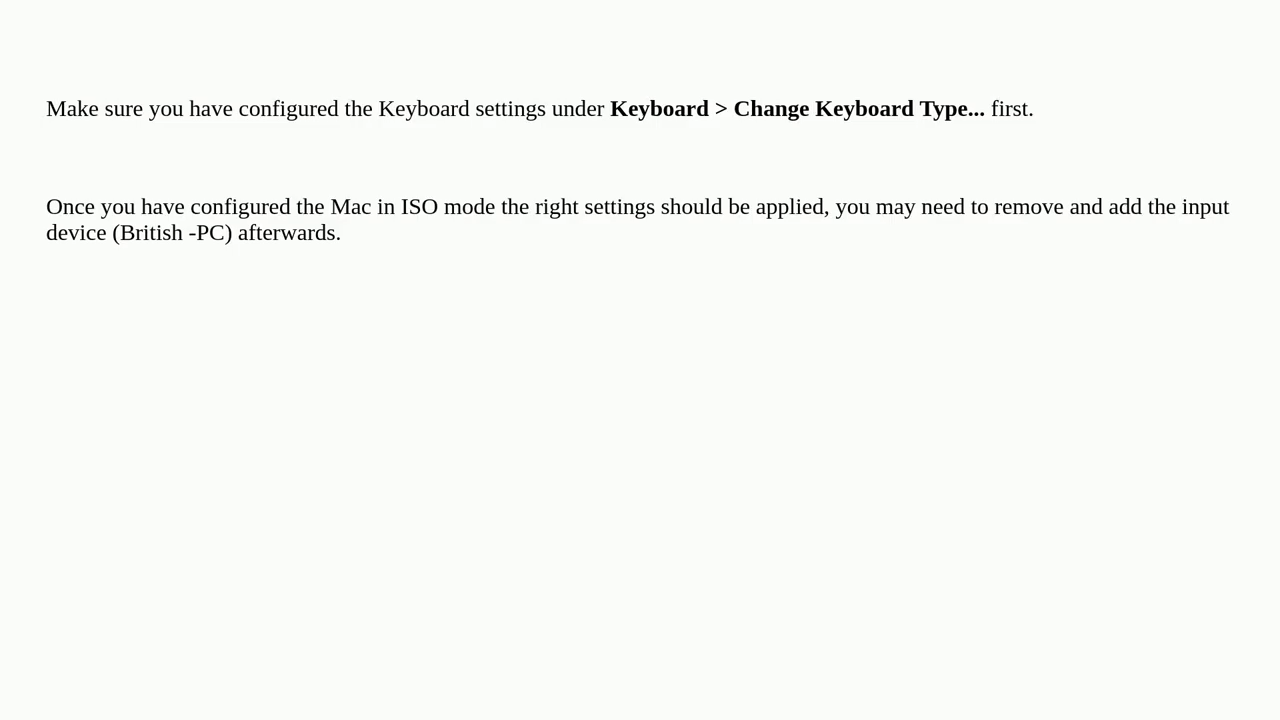 Make sure you have configured the Keyboard settings under Keyboard > Change Keyboard Type... first.
Once you have configured the Mac in ISO mode the right settings should be applied, you may need to remove and add the input
device (British -PC) afterwards.